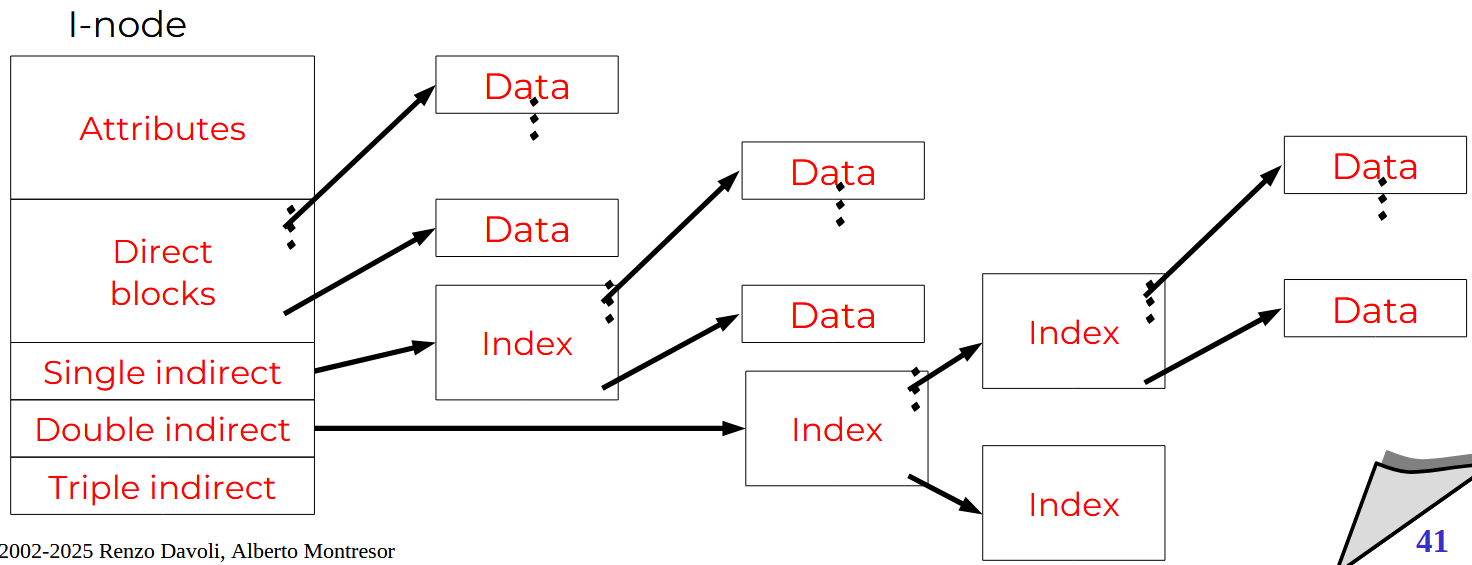 I-node
Attributes
Direct
blocks
Single indirect
Double indirect
Triple indirect
Data
Data
Index
Data
Data
Index
Index
Index
Data
Data
2002-2025 Renzo Davoli, Alberto Montresor
41